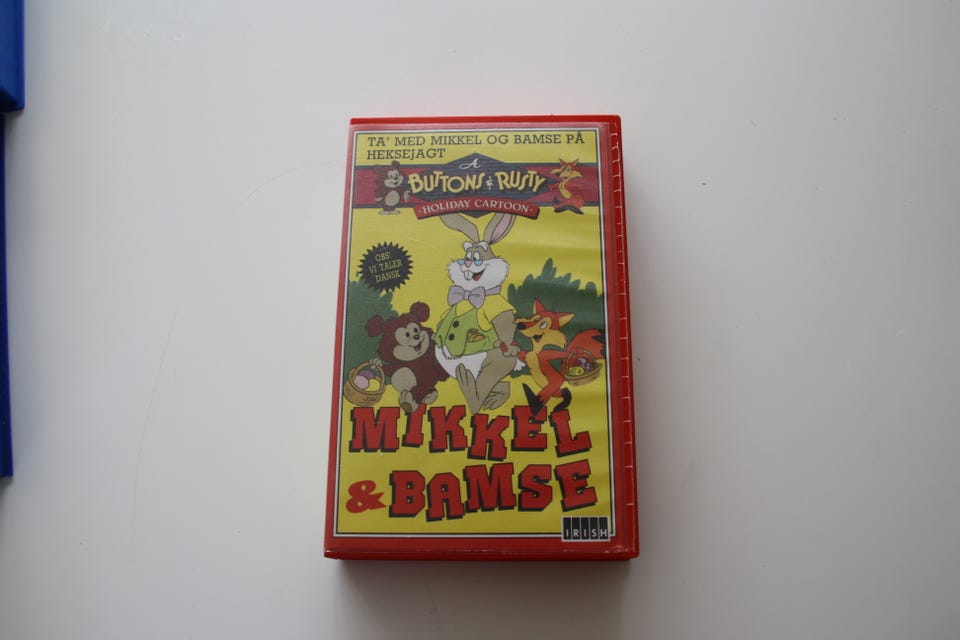 TA' MED MIKKEL OG BAMSE PÅ
HEKSEJAGT
A
BUTTONS & RUSTY
·HOLIDAY CARTOON·
OBS!
VI TALER
DANSK
MIKKEL
& BAMSE
IRISH